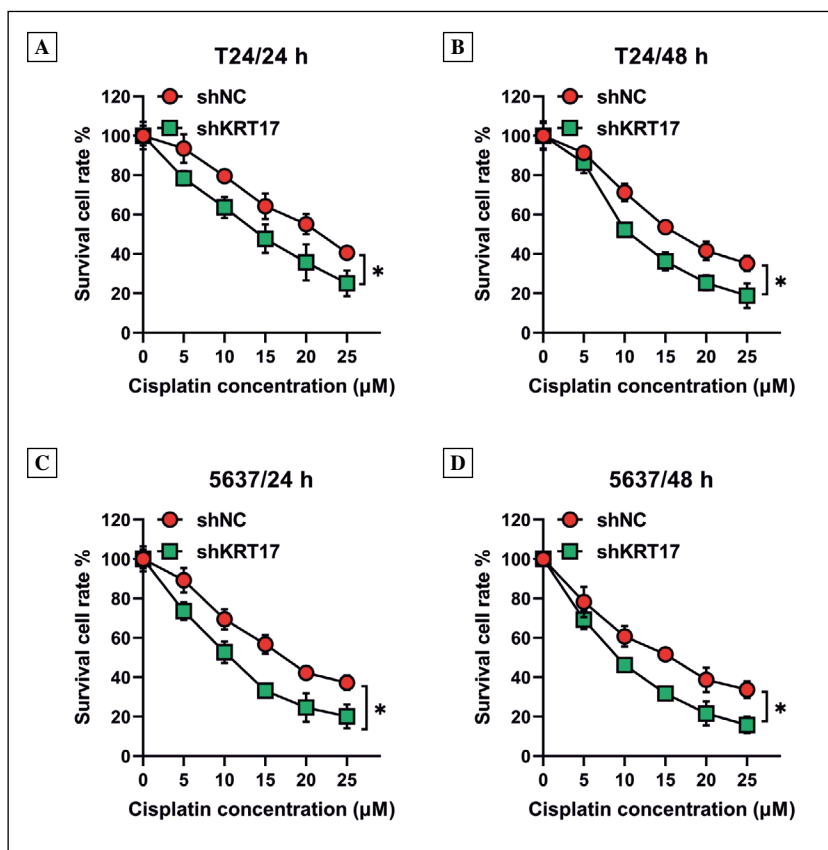 A
T24/24 h
shNC
shKRT17
Survival cell rate %
120
100
80
60
40
20
0
*
0 5 10 15 20 25
Cisplatin concentration (µM)
B
T24/48 h
shNC
shKRT17
Survival cell rate %
120
100
80
60
40
20
0
*
0 5 10 15 20 25
Cisplatin concentration (µM)
C
5637/24 h
shNC
shKRT17
Survival cell rate %
120
100
80
60
40
20
0
*
0 5 10 15 20 25
Cisplatin concentration (µM)
D
5637/48 h
shNC
shKRT17
Survival cell rate %
120
100
80
60
40
20
0
*
0 5 10 15 20 25
Cisplatin concentration (µM)